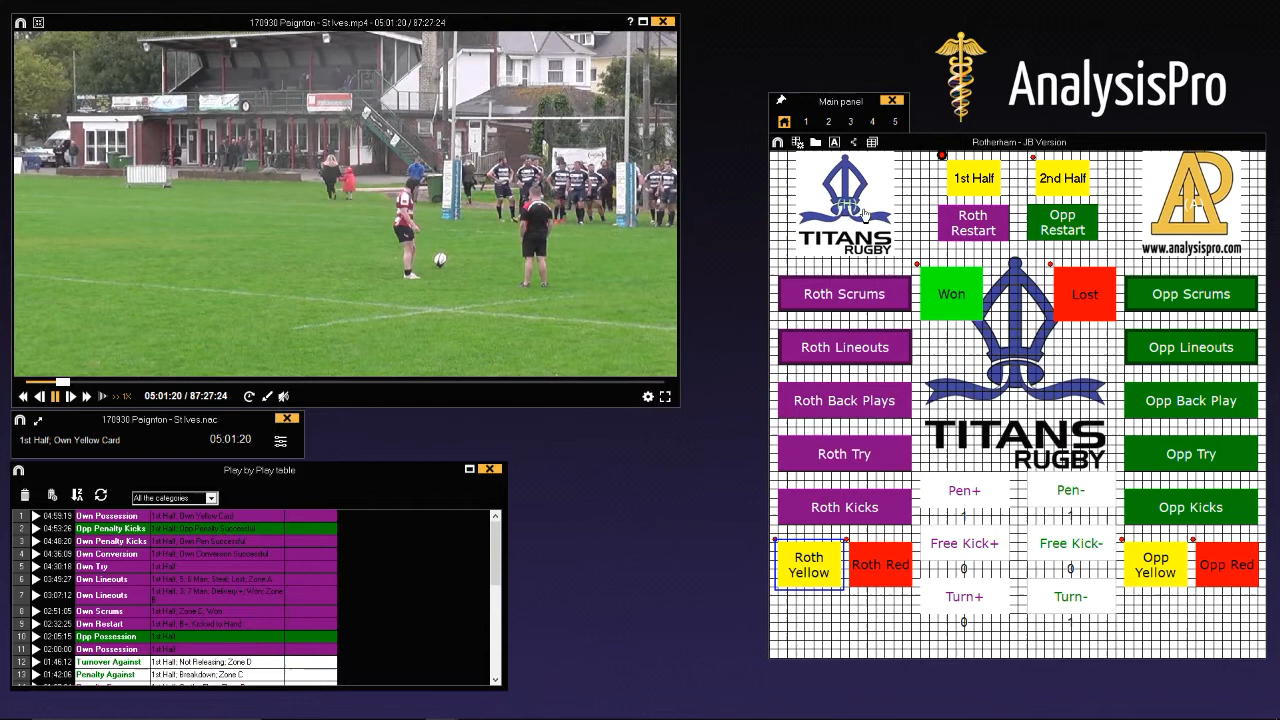 170930 Paignton - StIves.mp4 - 05:01:20 / 87:27:24
?
>> 1X
05:01:20 / 87:27:24
170930 Paignton - StIves.nac
1st Half; Own Yellow Card
05.01.20
Play by Play table
All the categories
1 04:59:19 Own Possession 1st Half; Own Yellow Card
2 04:53:26 Opp Penalty Kicks 1st Half; Opp Penalty Successful
3 04:48:20 Own Penalty Kicks 1st Half; Own Pen Successful
4 04:36:09 Own Conversion 1st Half; Own Conversion Successful
5 04:30:18 Own Try 1st Half
6 03:49:27 Own Lineouts 1st Half; 5; 6 Man; Steal; Lost; Zone A
7 03:07:12 Own Lineouts 1st Half; 3; 7 Man; Delivery+; Won; Zone B
8 02:51:05 Own Scrums 1st Half; Zone C; Won
9 02:32:25 Own Restart 1st Half; B+; Kicked to Hand
10 02:05:15 Opp Possession 1st Half
11 02:00:00 Own Possession 1st Half
12 01:46:12 Turnover Against 1st Half; Not Releasing; Zone D
13 01:42:06 Penalty Against 1st Half; Breakdown; Zone C
AnalysisPro
Main panel
1 2 3 4 5
Rotherham - JB Version
TITANS
RUGBY
1st Half
2nd Half
Roth
Restart
Opp
Restart
AP
www.analysispro.com
Roth Scrums
Won
Lost
Opp Scrums
Roth Lineouts
Opp Lineouts
Roth Back Plays
Opp Back Play
TITANS
RUGBY
Roth Try
Opp Try
Pen+
Pen-
Roth Kicks
Opp Kicks
1
1
Roth
Yellow
Roth Red
Free Kick+
Free Kick-
Opp
Yellow
Opp Red
0
0
Turn+
Turn-
0
1